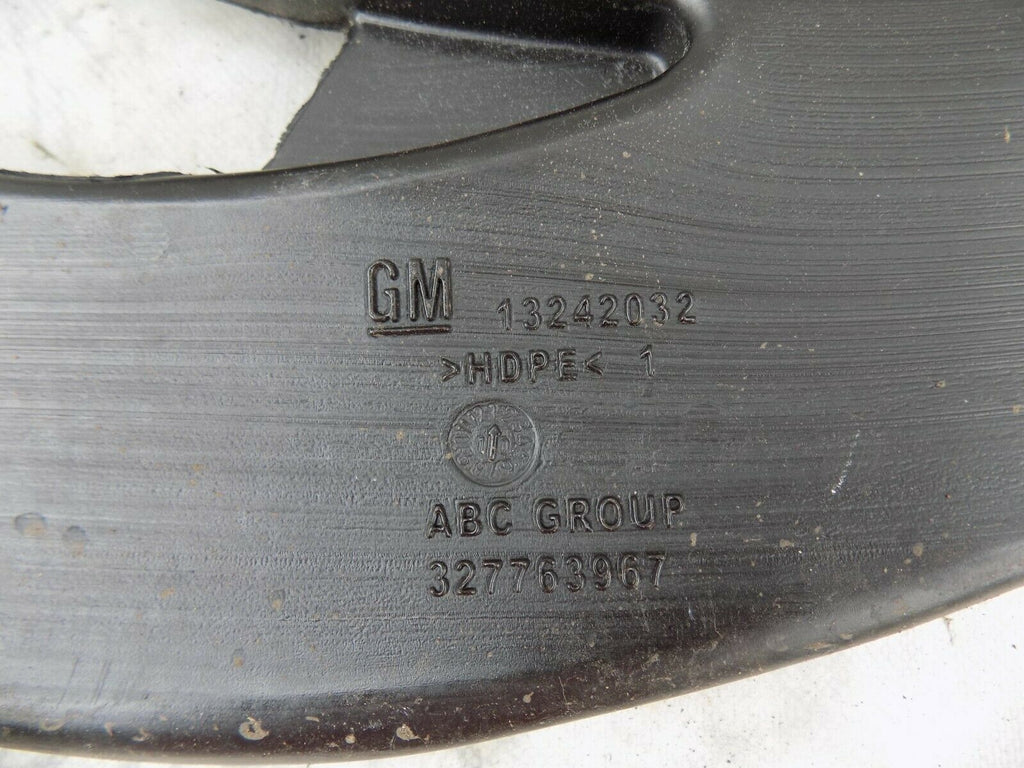 GM 13242032
>HDPE< 1
ABC GROUP
327763967